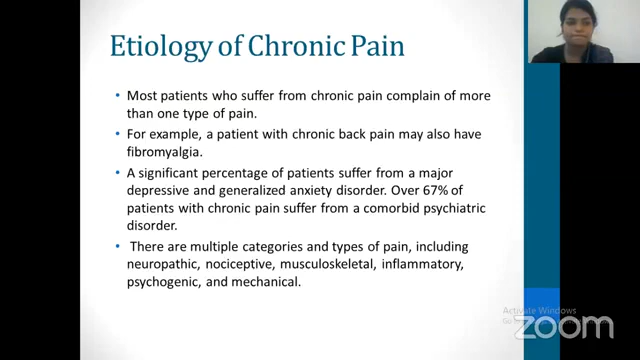 Etiology of Chronic Pain
• Most patients who suffer from chronic pain complain of more
than one type of pain.
• For example, a patient with chronic back pain may also have
fibromyalgia.
• A significant percentage of patients suffer from a major
depressive and generalized anxiety disorder. Over 67% of
patients with chronic pain suffer from a comorbid psychiatric
disorder.
• There are multiple categories and types of pain, including
neuropathic, nociceptive, musculoskeletal, inflammatory,
psychogenic, and mechanical.
Activate Windows
zoom